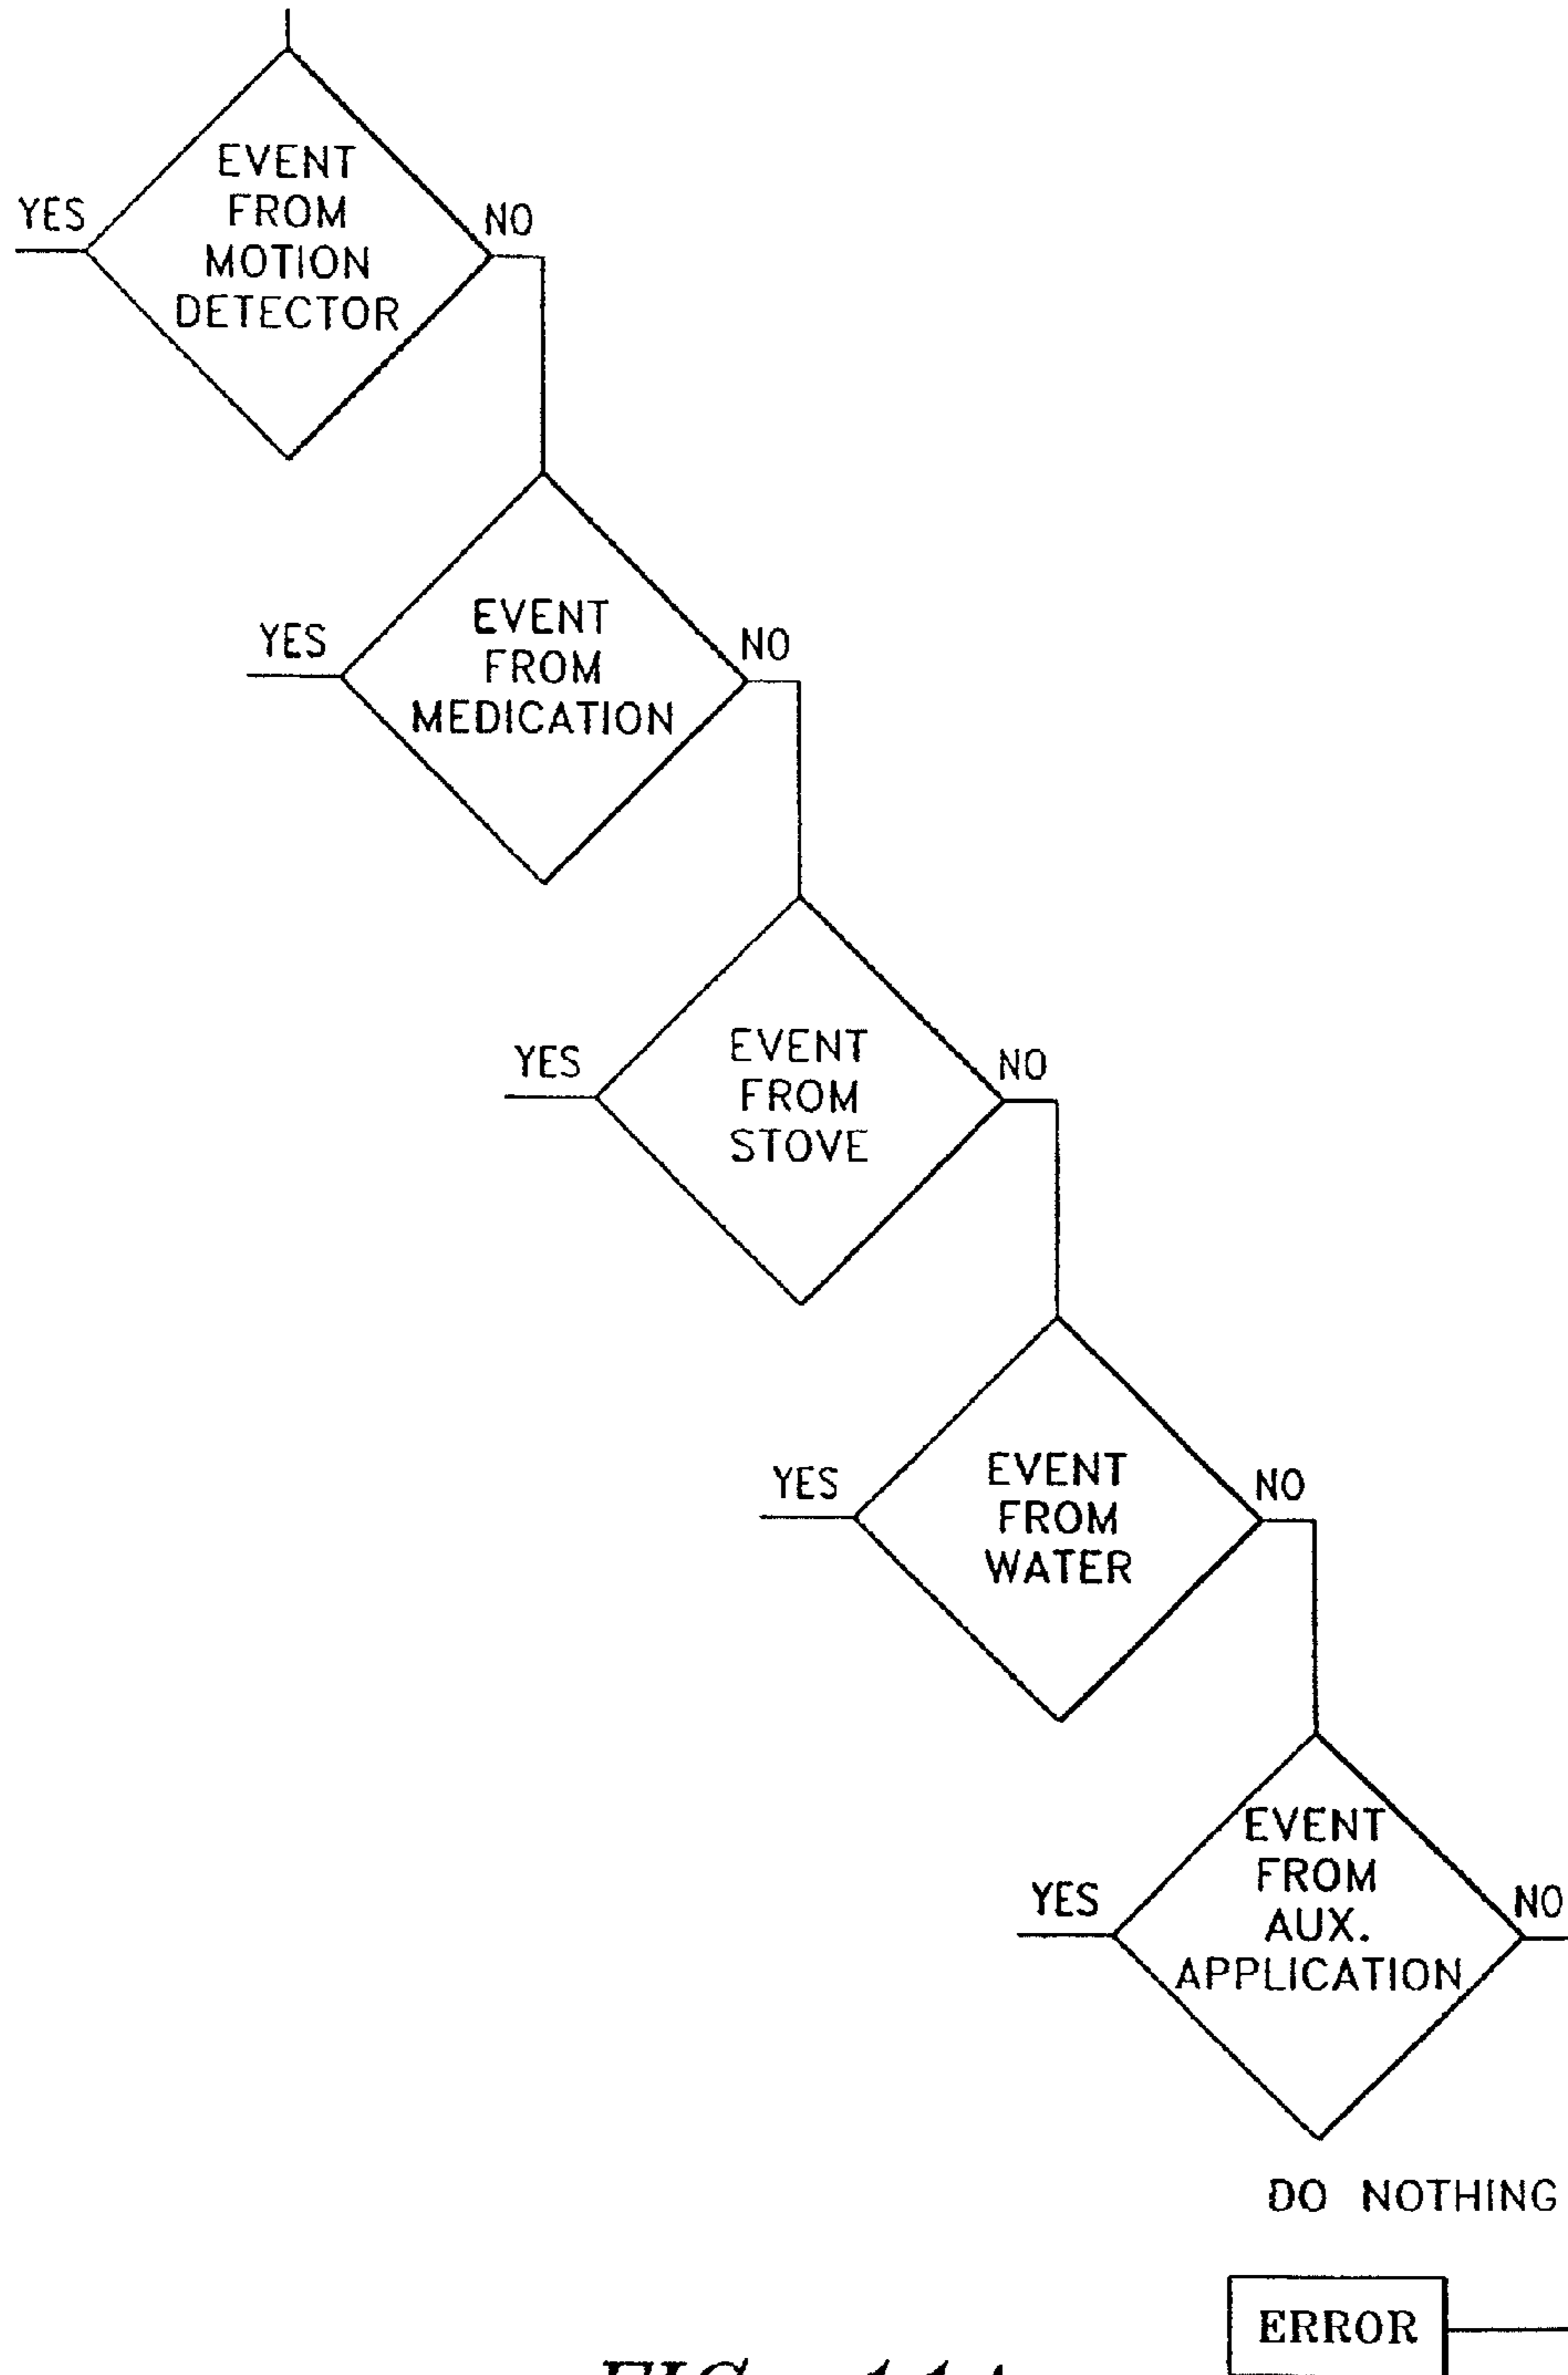 EVENT
FROM
MOTION
DETECTOR
YES
NO
EVENT
FROM
MEDICATION
YES
NO
EVENT
FROM
STOVE
YES
NO
EVENT
FROM
WATER
YES
NO
EVENT
FROM
AUX.
APPLICATION
YES
NO
DO NOTHING
ERROR